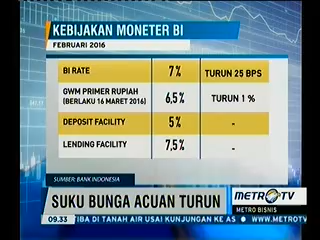 KEBIJAKAN MONETER BI
FEBRUARI 2016
BI RATE 7% TURUN 25 BPS
GWM PRIMER RUPIAH 6,5% TURUN 1 %
(BERLAKU 16 MARET 2016)
DEPOSIT FACILITY 5% -
LENDING FACILITY 7,5% -
SUMBER: BANK INDONESIA
SUKU BUNGA ACUAN TURUN
METRO TV
METRO BISNIS
09.33 TIBA DI TANAH AIR USAI KUNJUNGAN KE SEJUMLAH